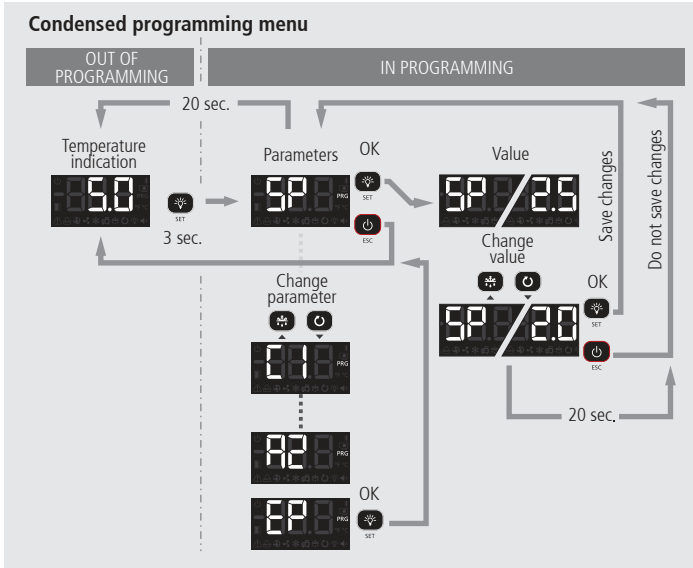 Condensed programming menu
OUT OF
PROGRAMMING
IN PROGRAMMING
20 sec.
Temperature
indication
Parameters
OK
Value
5.0
SET
3 sec.
SP
PRG
SET
ESC
SP / 2.5
Change
value
SP / 2.0
OK
SET
ESC
Save changes
Do not save changes
20 sec.
Change
parameter
C1
PRG
A2
PRG
EP
PRG
OK
SET